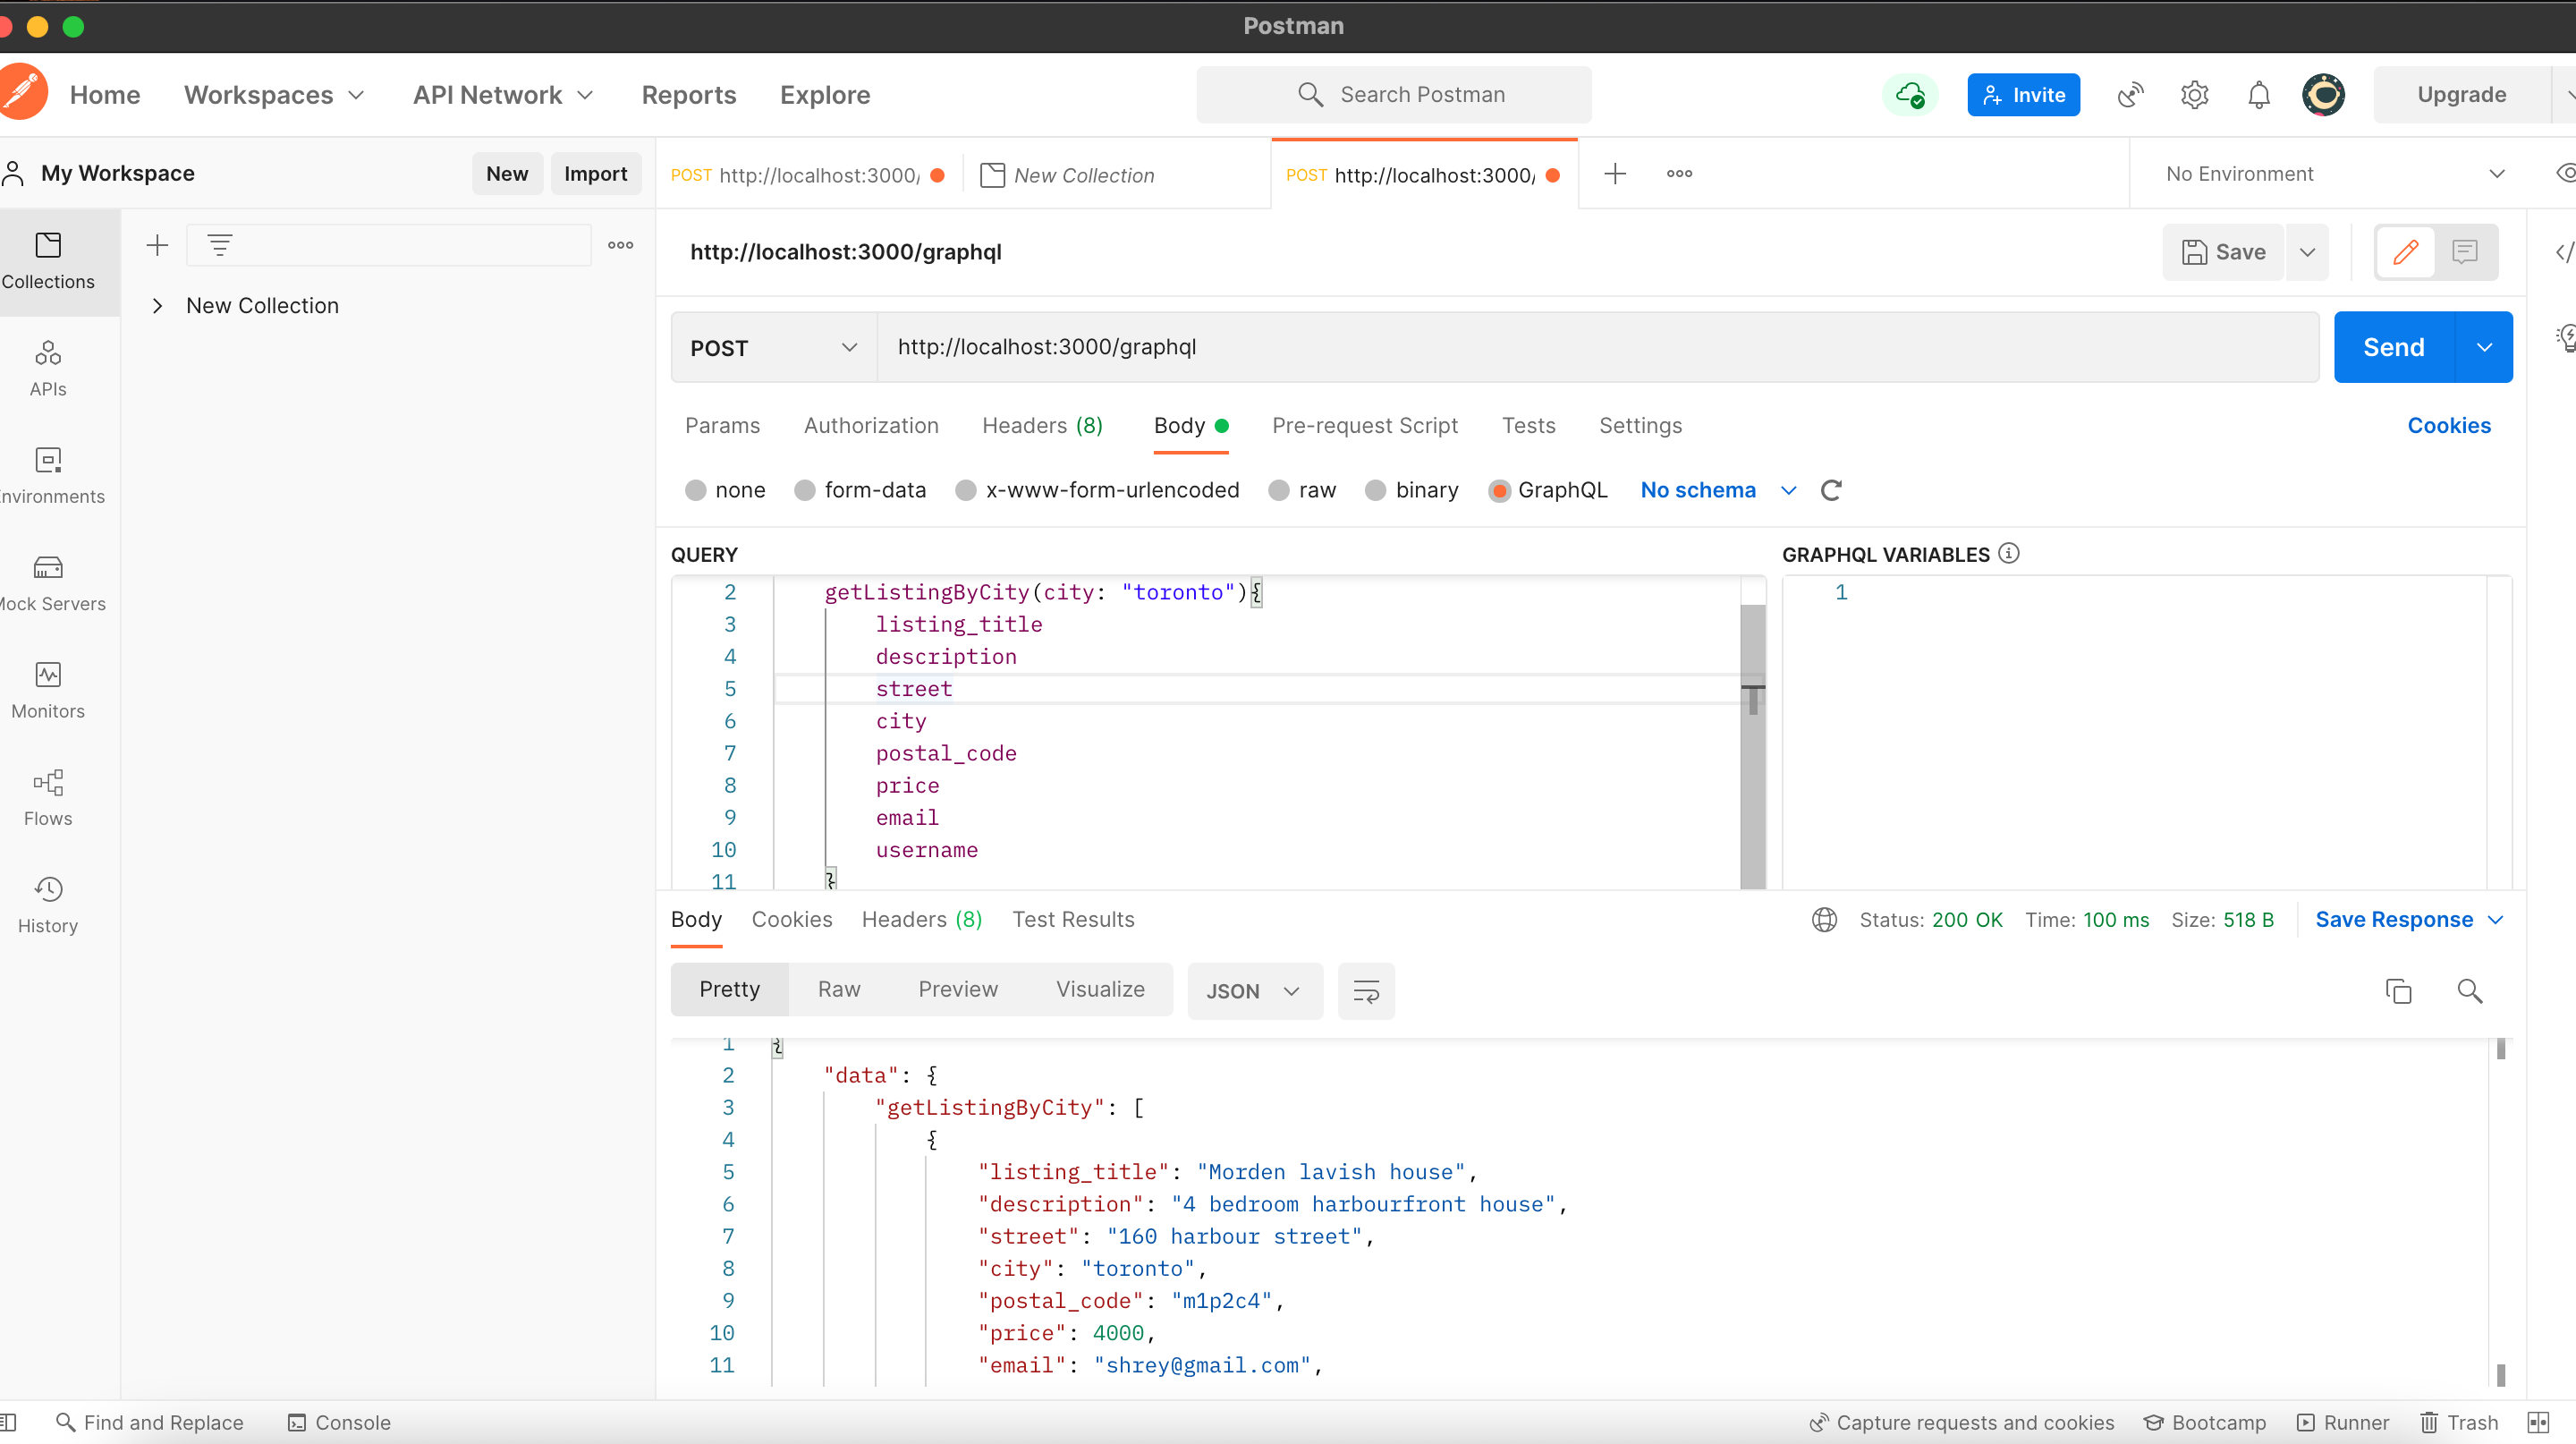 Postman
Home Workspaces API Network Reports Explore Search Postman Invite Upgrade
My Workspace New Import POST http://localhost:3000/ New Collection POST http://localhost:3000/ No Environment
Collections
New Collection
APIs
nvironments
Mock Servers
Monitors
Flows
History
http://localhost:3000/graphql Save
POST http://localhost:3000/graphql Send
Params Authorization Headers (8) Body Pre-request Script Tests Settings Cookies
none form-data x-www-form-urlencoded raw binary GraphQL No schema
QUERY GRAPHQL VARIABLES
2 getListingByCity(city: "toronto"){ 1
3 listing_title
4 description
5 street
6 city
7 postal_code
8 price
9 email
10 username
11 }
Body Cookies Headers (8) Test Results Status: 200 OK Time: 100 ms Size: 518 B Save Response
Pretty Raw Preview Visualize JSON
1 {
2 "data": {
3 "getListingByCity": [
4 {
5 "listing_title": "Morden lavish house",
6 "description": "4 bedroom harbourfront house",
7 "street": "160 harbour street",
8 "city": "toronto",
9 "postal_code": "m1p2c4",
10 "price": 4000,
11 "email": "shrey@gmail.com",
Find and Replace Console Capture requests and cookies Bootcamp Runner Trash